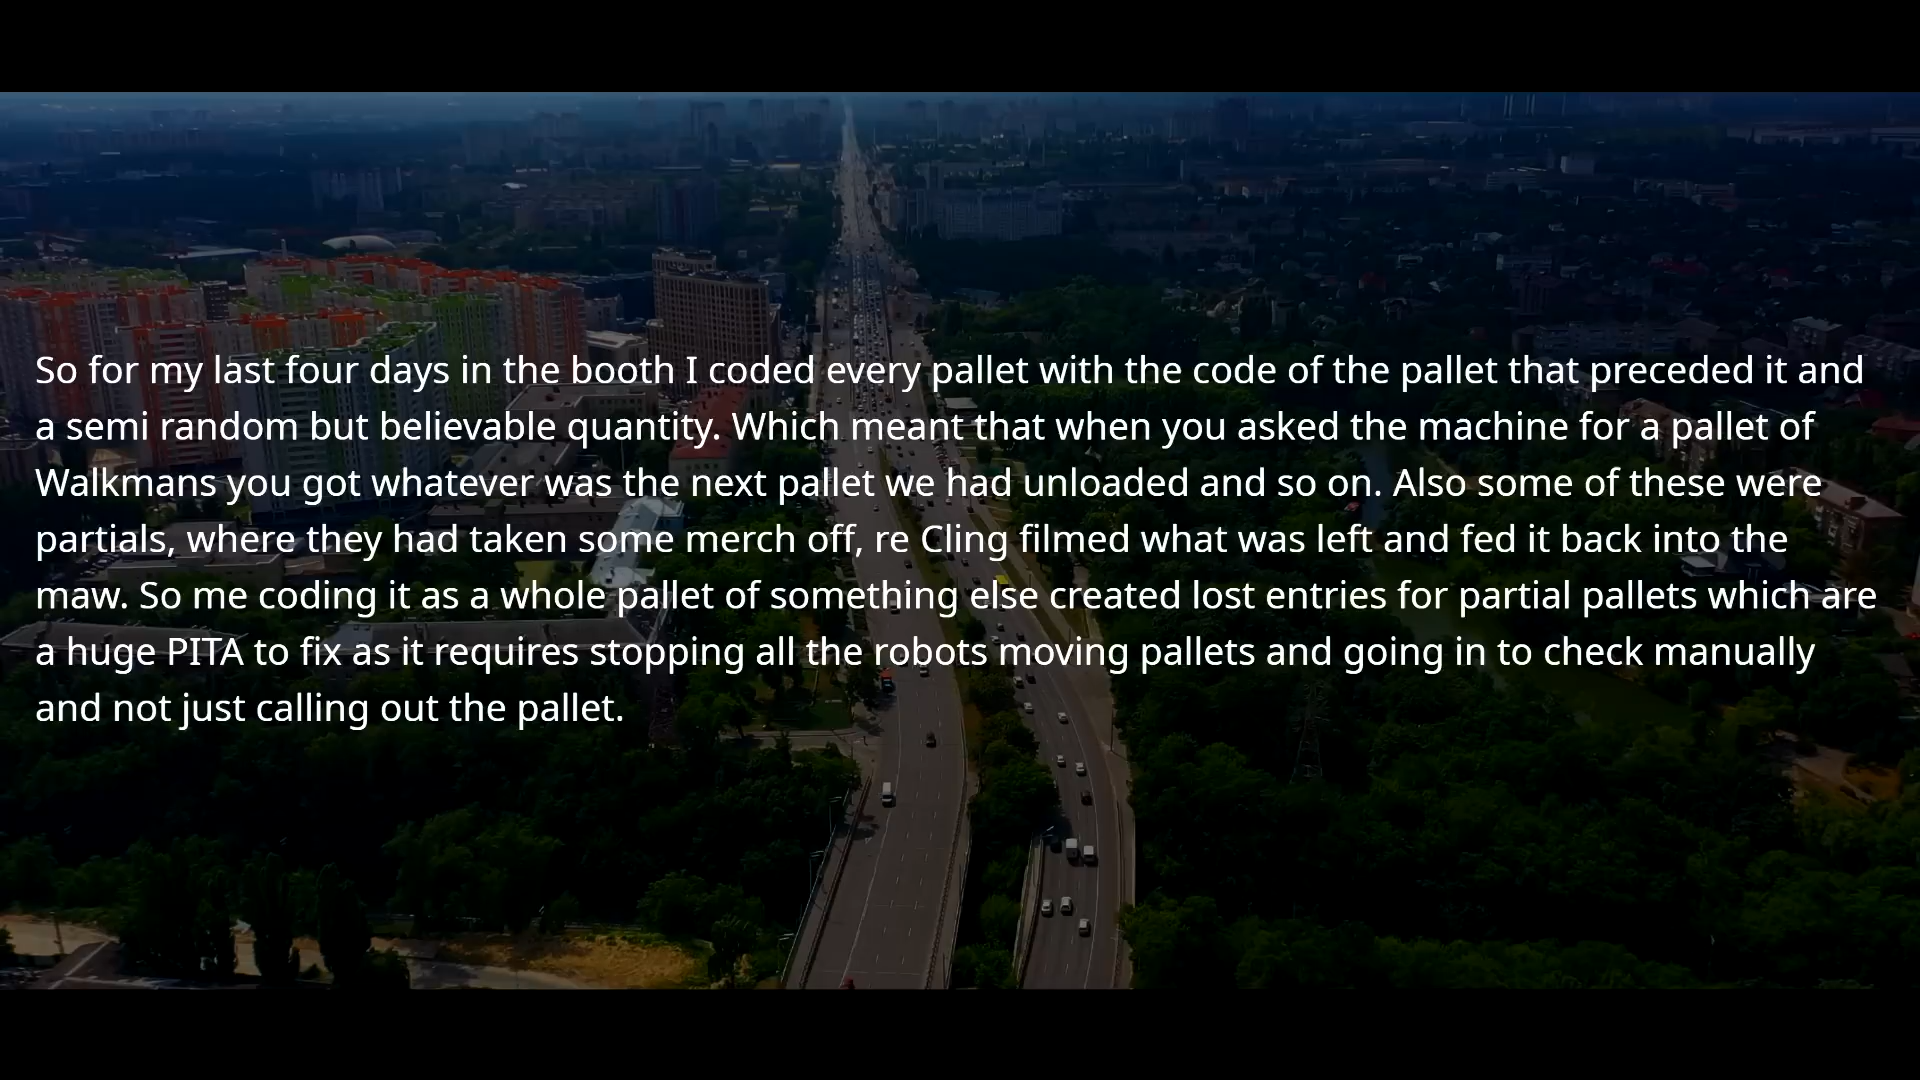 So for my last four days in the booth I coded every pallet with the code of the pallet that preceded it and
a semi random but believable quantity. Which meant that when you asked the machine for a pallet of
Walkmans you got whatever was the next pallet we had unloaded and so on. Also some of these were
partials, where they had taken some merch off, re Cling filmed what was left and fed it back into the
maw. So me coding it as a whole pallet of something else created lost entries for partial pallets which are
a huge PITA to fix as it requires stopping all the robots moving pallets and going in to check manually
and not just calling out the pallet.